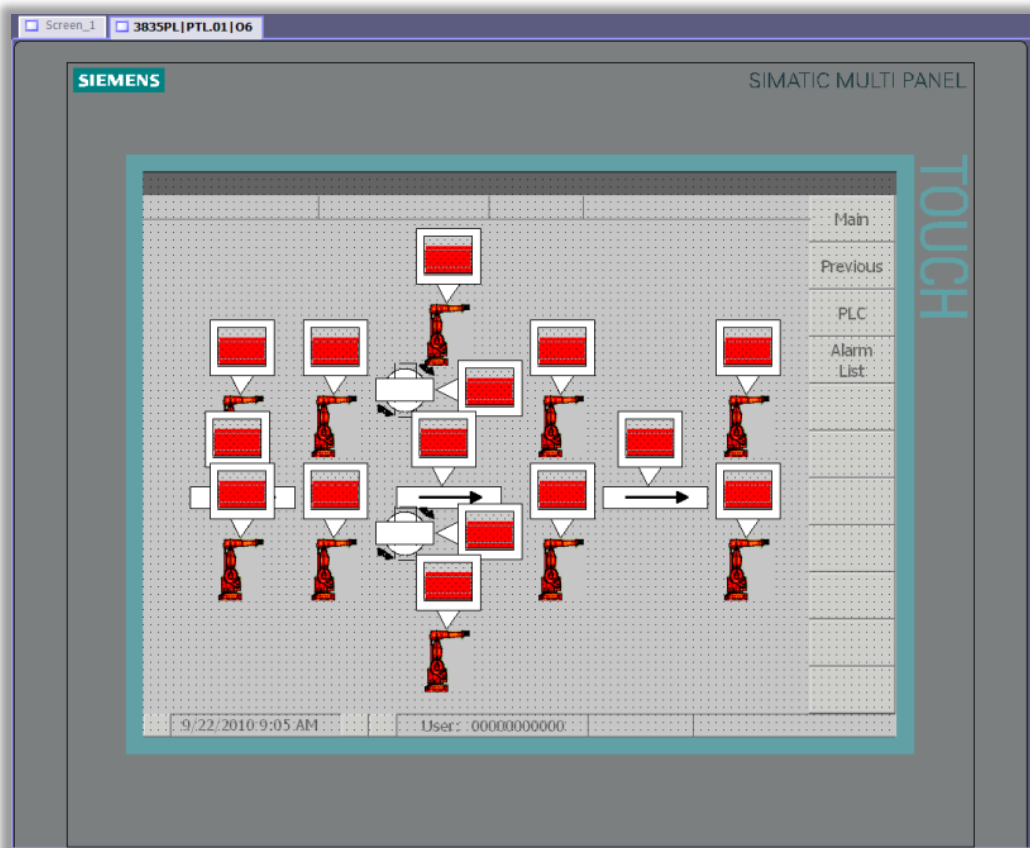 Screen_1
3835PL|PTL.01|O6
SIEMENS
SIMATIC MULTI PANEL
TOUCH
Main
Previous
PLC
Alarm
List
9/22/2010 9:05 AM
User: 00000000000